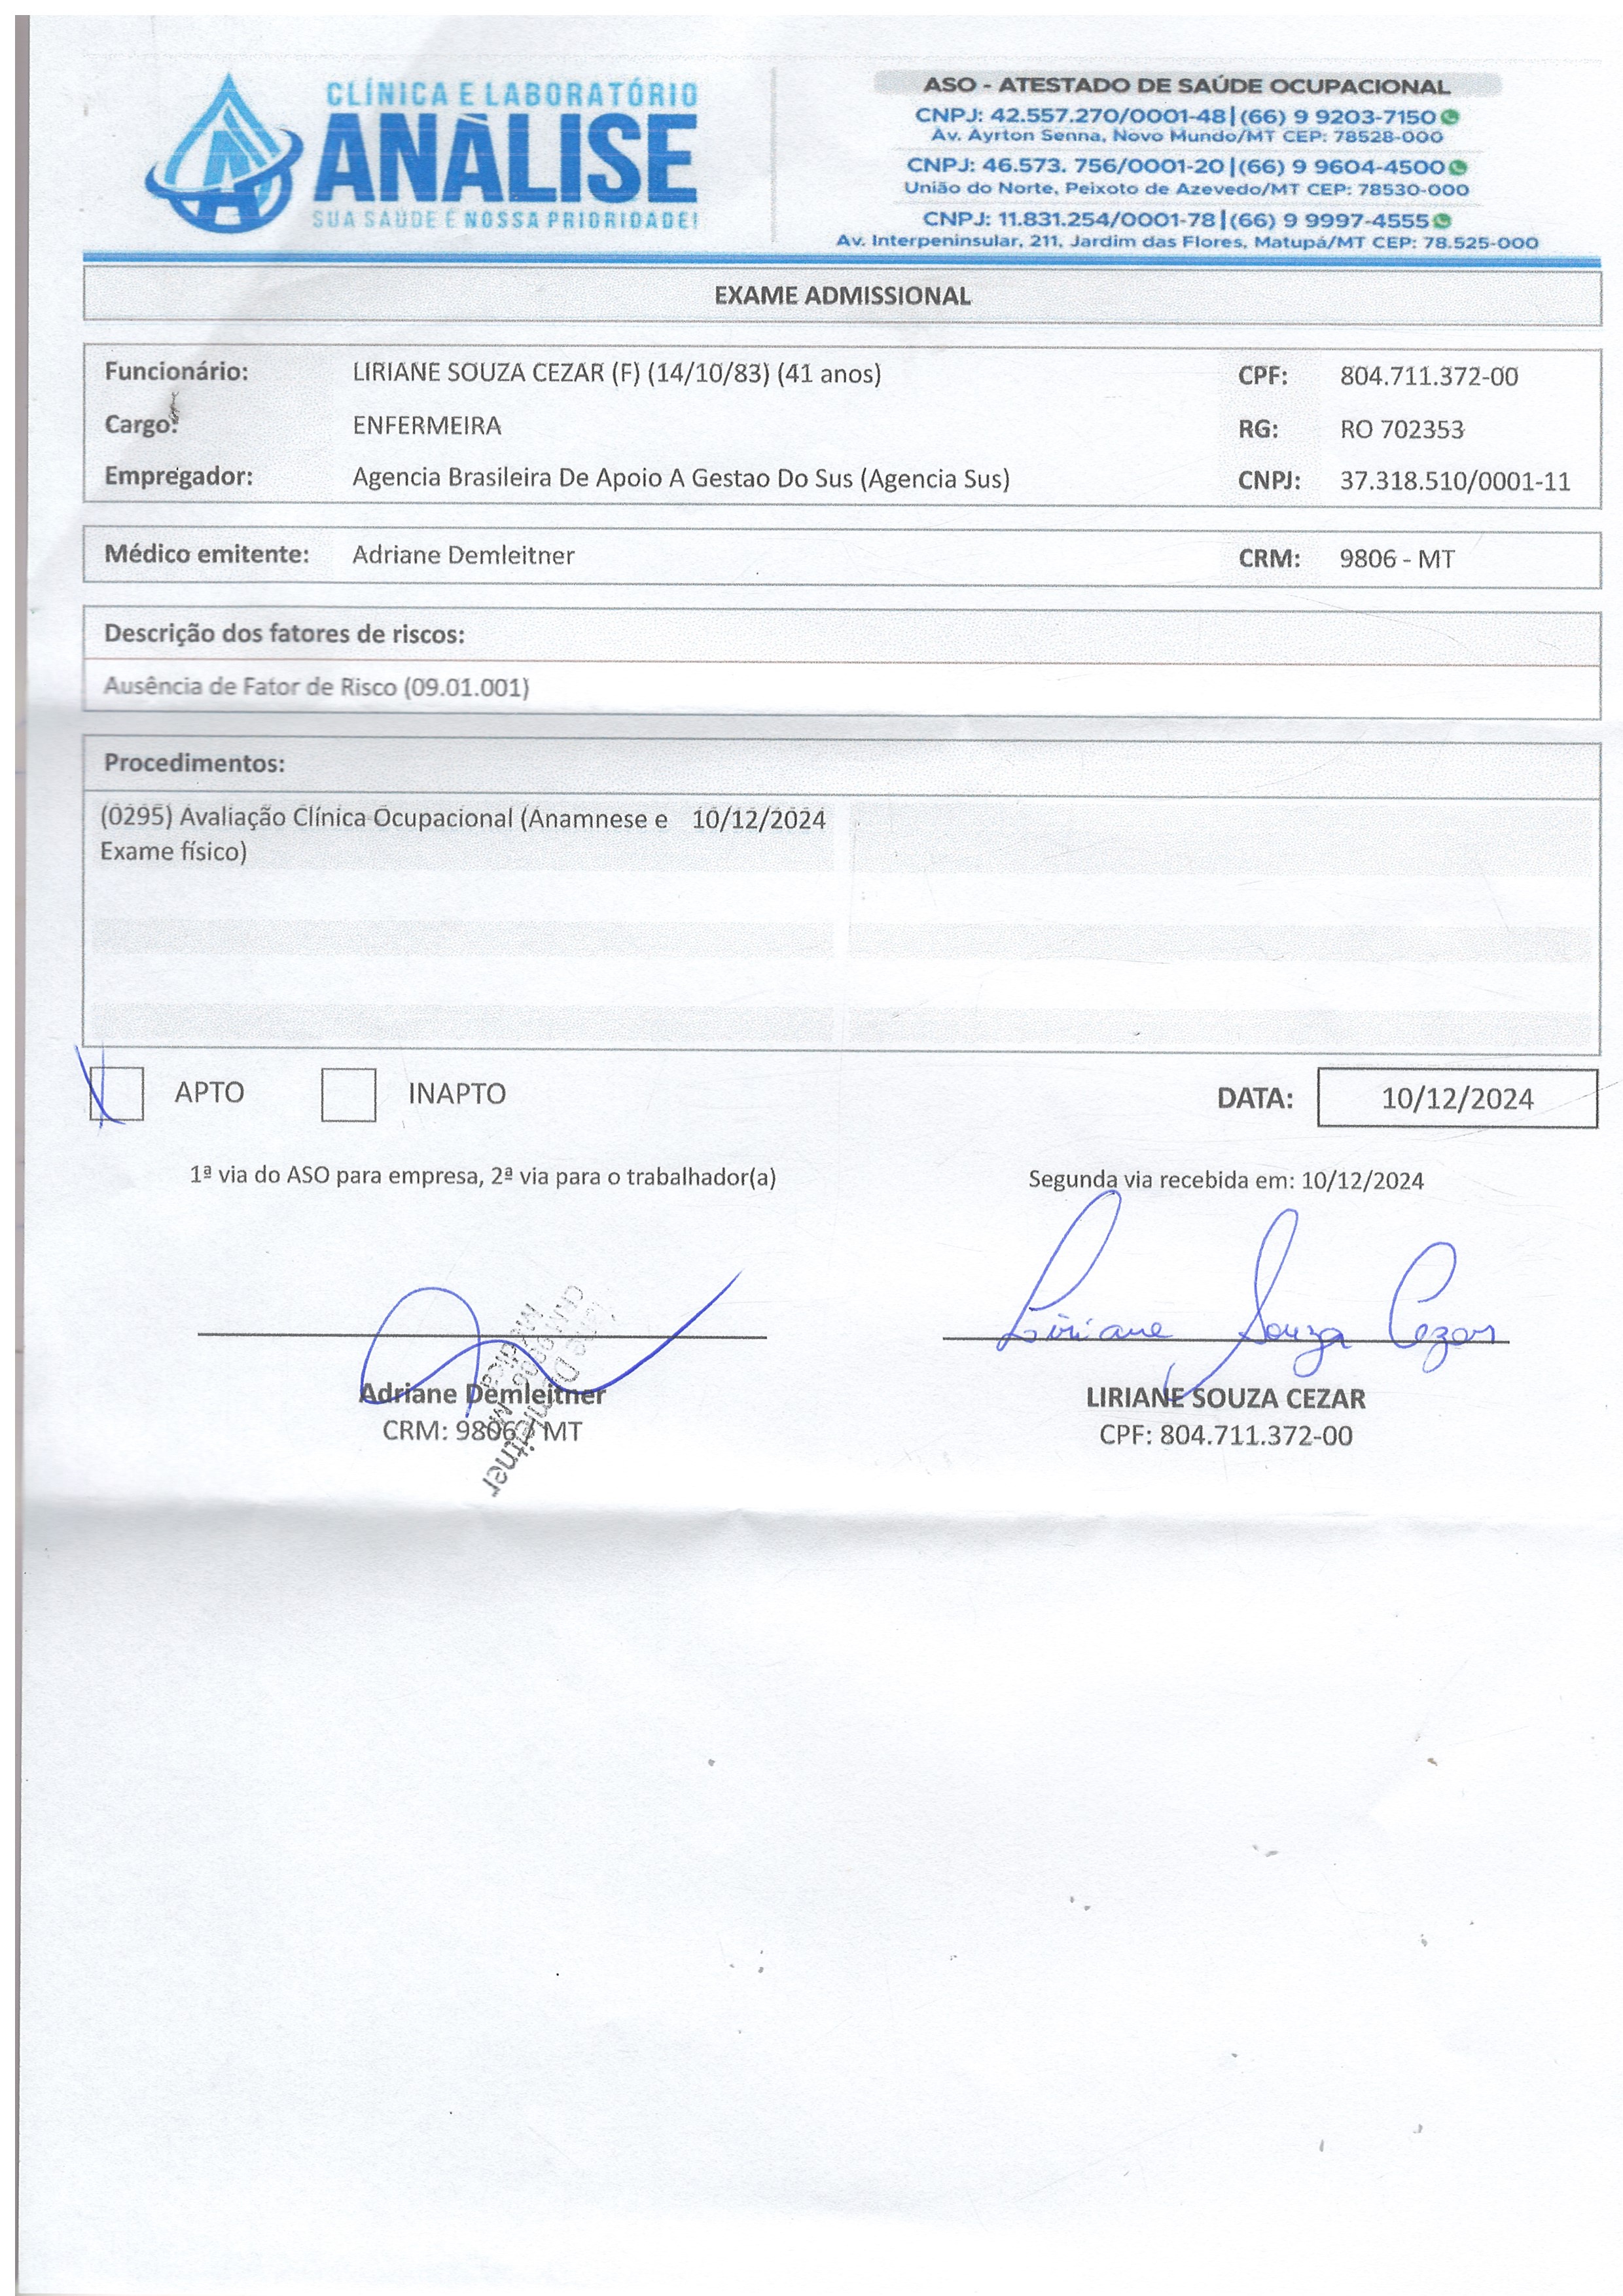 CLÍNICA E LABORATÓRIO
ANÁLISE
SUA SAÚDE É NOSSA PRIORIDADE!
ASO - ATESTADO DE SAÚDE OCUPACIONAL
CNPJ: 42.557.270/0001-48|(66) 9 9203-7150
Av. Ayrton Senna, Novo Mundo/MT CEP: 78528-000
CNPJ: 46.573. 756/0001-20|(66) 9 9604-4500
União do Norte, Peixoto de Azevedo/MT CEP: 78530-000
CNPJ: 11.831.254/0001-78|(66) 9 9997-4555
Av. Interpeninsular, 211, Jardim das Flores, Matupá/MT CEP: 78.525-000
EXAME ADMISSIONAL
Funcionário: LIRIANE SOUZA CEZAR (F) (14/10/83) (41 anos) CPF: 804.711.372-00
Cargo: ENFERMEIRA RG: RO 702353
Empregador: Agencia Brasileira De Apoio A Gestao Do Sus (Agencia Sus) CNPJ: 37.318.510/0001-11
Médico emitente: Adriane Demleitner CRM: 9806 - MT
Descrição dos fatores de riscos:
Ausência de Fator de Risco (09.01.001)
Procedimentos:
(0295) Avaliação Clínica Ocupacional (Anamnese e 10/12/2024
Exame físico)
APTO INAPTO DATA: 10/12/2024
1ª via do ASO para empresa, 2ª via para o trabalhador(a) Segunda via recebida em: 10/12/2024
Liriane Souza Cezar
Adriane Demleitner LIRIANE SOUZA CEZAR
CRM: 9806 MT CPF: 804.711.372-00